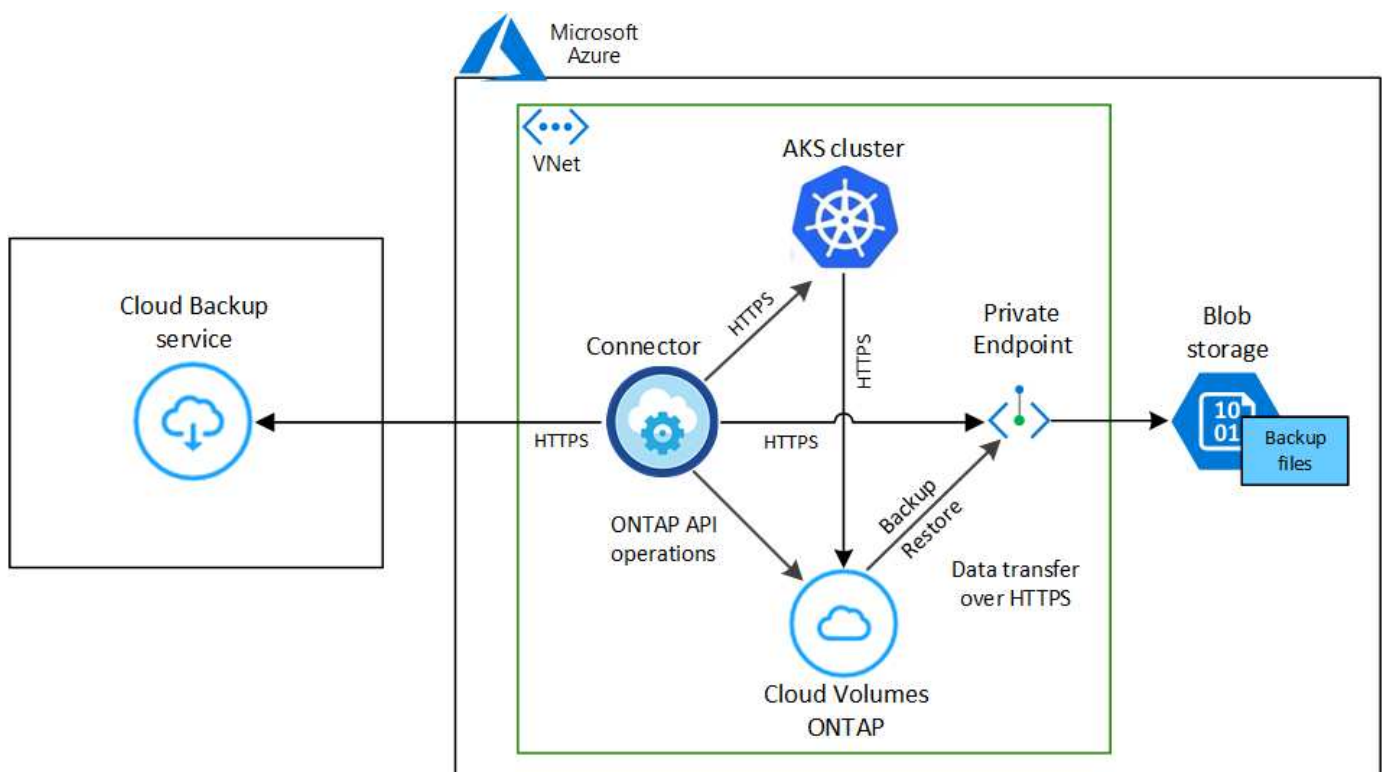 Microsoft
Azure
VNet
AKS cluster
Cloud Backup
service
Connector
HTTPS
HTTPS
Private
Endpoint
Blob
storage
10
01
Backup
files
HTTPS
HTTPS
ONTAP API
operations
Backup
Restore
Data transfer
over HTTPS
Cloud Volumes
ONTAP